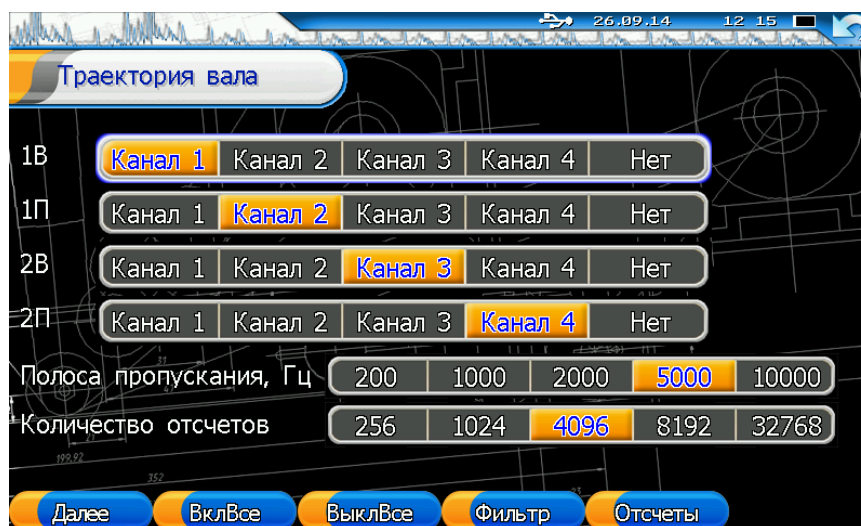 26.09.14 12 15
Траектория вала
1В Канал 1 Канал 2 Канал 3 Канал 4 Нет
1П Канал 1 Канал 2 Канал 3 Канал 4 Нет
2В Канал 1 Канал 2 Канал 3 Канал 4 Нет
2П Канал 1 Канал 2 Канал 3 Канал 4 Нет
Полоса пропускания, Гц 200 1000 2000 5000 10000
Количество отсчетов 256 1024 4096 8192 32768
199,92
352
Далее ВклВсе ВыклВсе Фильтр Отсчеты